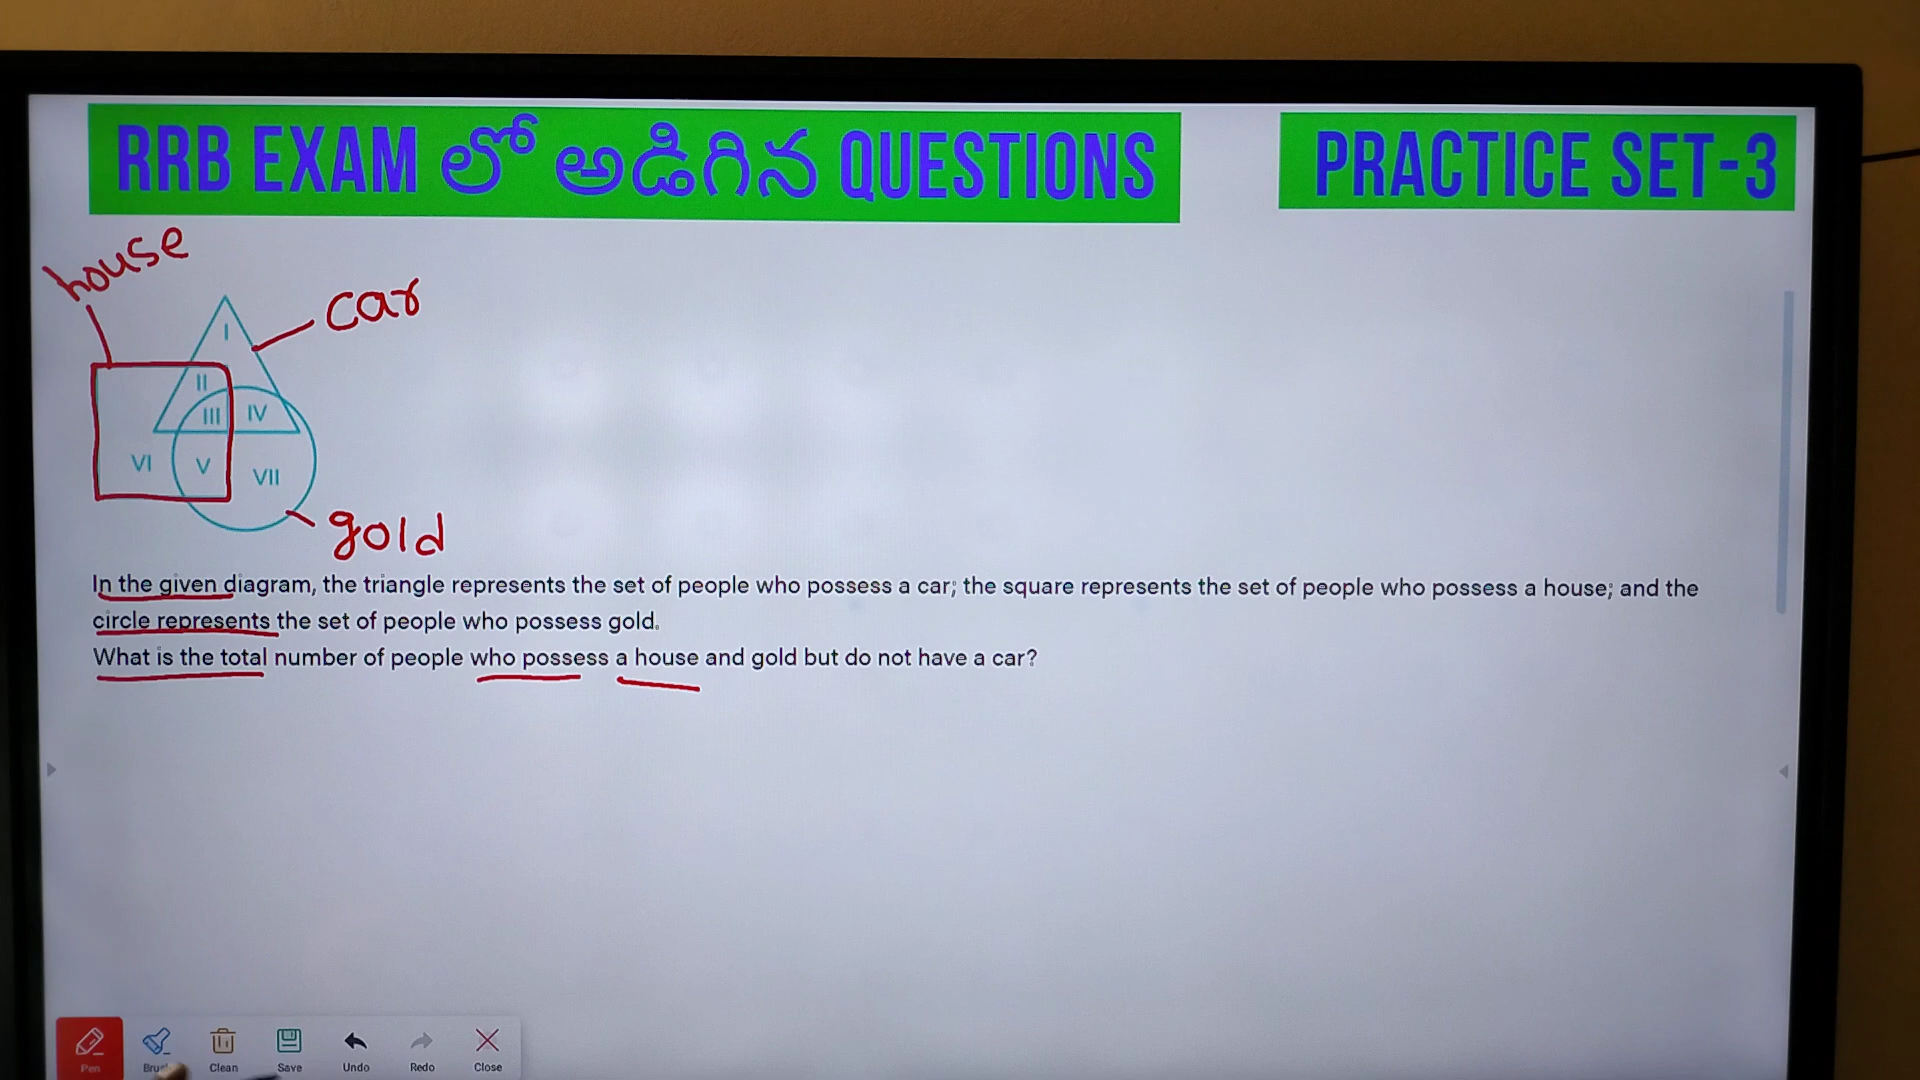 RRB EXAM లో అడిగిన QUESTIONS
PRACTICE SET-3
house
car
I
II
III IV
VI V VII
gold
In the given diagram, the triangle represents the set of people who possess a car; the square represents the set of people who possess a house; and the
circle represents the set of people who possess gold.
What is the total number of people who possess a house and gold but do not have a car?
Pen Clean Save Undo Redo Close